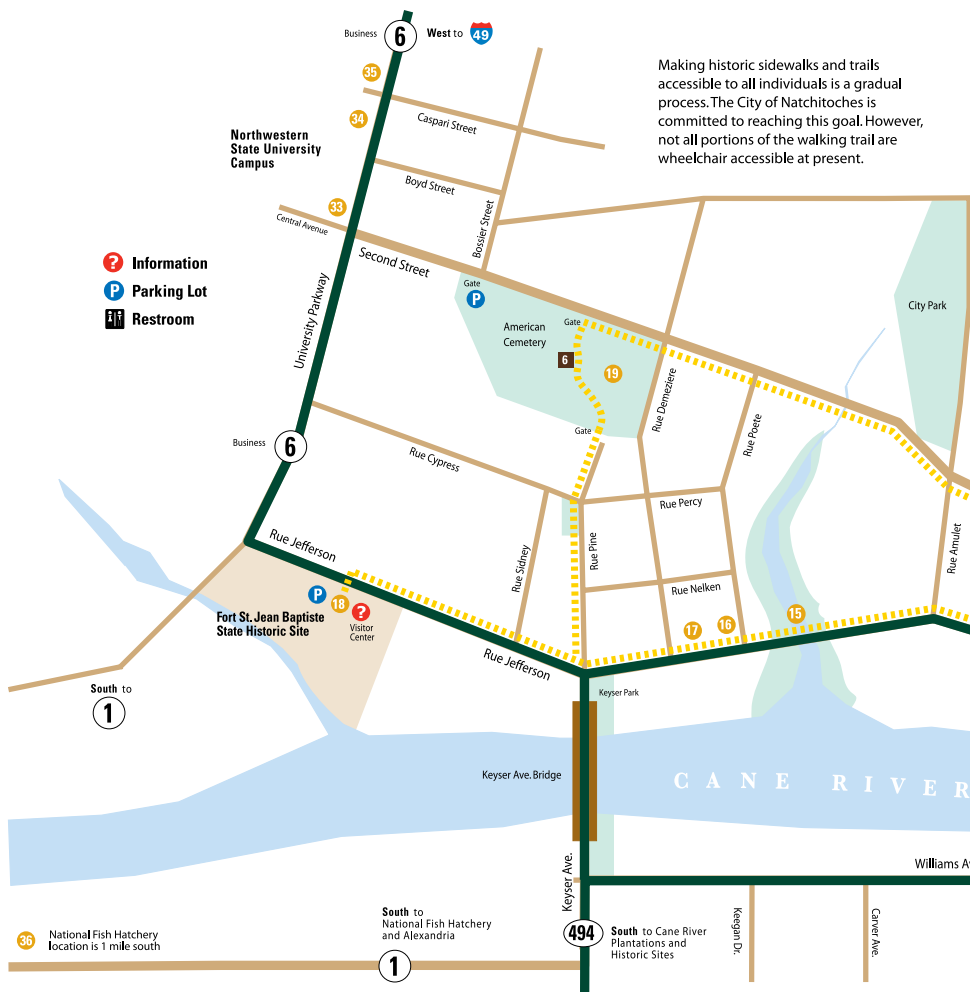 Business
6
West to
49
Making historic sidewalks and trails
accessible to all individuals is a gradual
process. The City of Natchitoches is
committed to reaching this goal. However,
not all portions of the walking trail are
wheelchair accessible at present.
35
34
Caspari Street
Northwestern
State University
Campus
Boyd Street
33
Central Avenue
Second Street
Bossier Street
? Information
P Parking Lot
Restroom
University Parkway
Gate
P
American
Cemetery
Gate
6
19
Gate
City Park
Rue Demeziere
Rue Poete
Business
6
Rue Cypress
Rue Percy
Rue Jefferson
Rue Sidney
Rue Pine
Rue Amulet
Rue Nelken
P
18
?
Visitor
Center
Fort St. Jean Baptiste
State Historic Site
17
16
15
Rue Jefferson
South to
1
Keyser Park
Keyser Ave. Bridge
CANE RIVER
Williams Av
Keyser Ave.
36
National Fish Hatchery
location is 1 mile south
South to
National Fish Hatchery
and Alexandria
1
494
South to Cane River
Plantations and
Historic Sites
Keegan Dr.
Carver Ave.